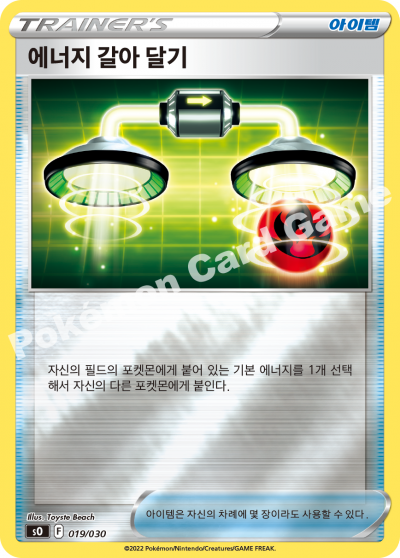 TRAINER'S
아이템
에너지 갈아 달기
Pokémon Card Game
자신의 필드의 포켓몬에게 붙어 있는 기본 에너지를 1개 선택
해서 자신의 다른 포켓몬에게 붙인다.
Illus. Toyste Beach
s0 F 019/030
아이템은 자신의 차례에 몇 장이라도 사용할 수 있다.
©2022 Pokémon/Nintendo/Creatures/GAME FREAK.